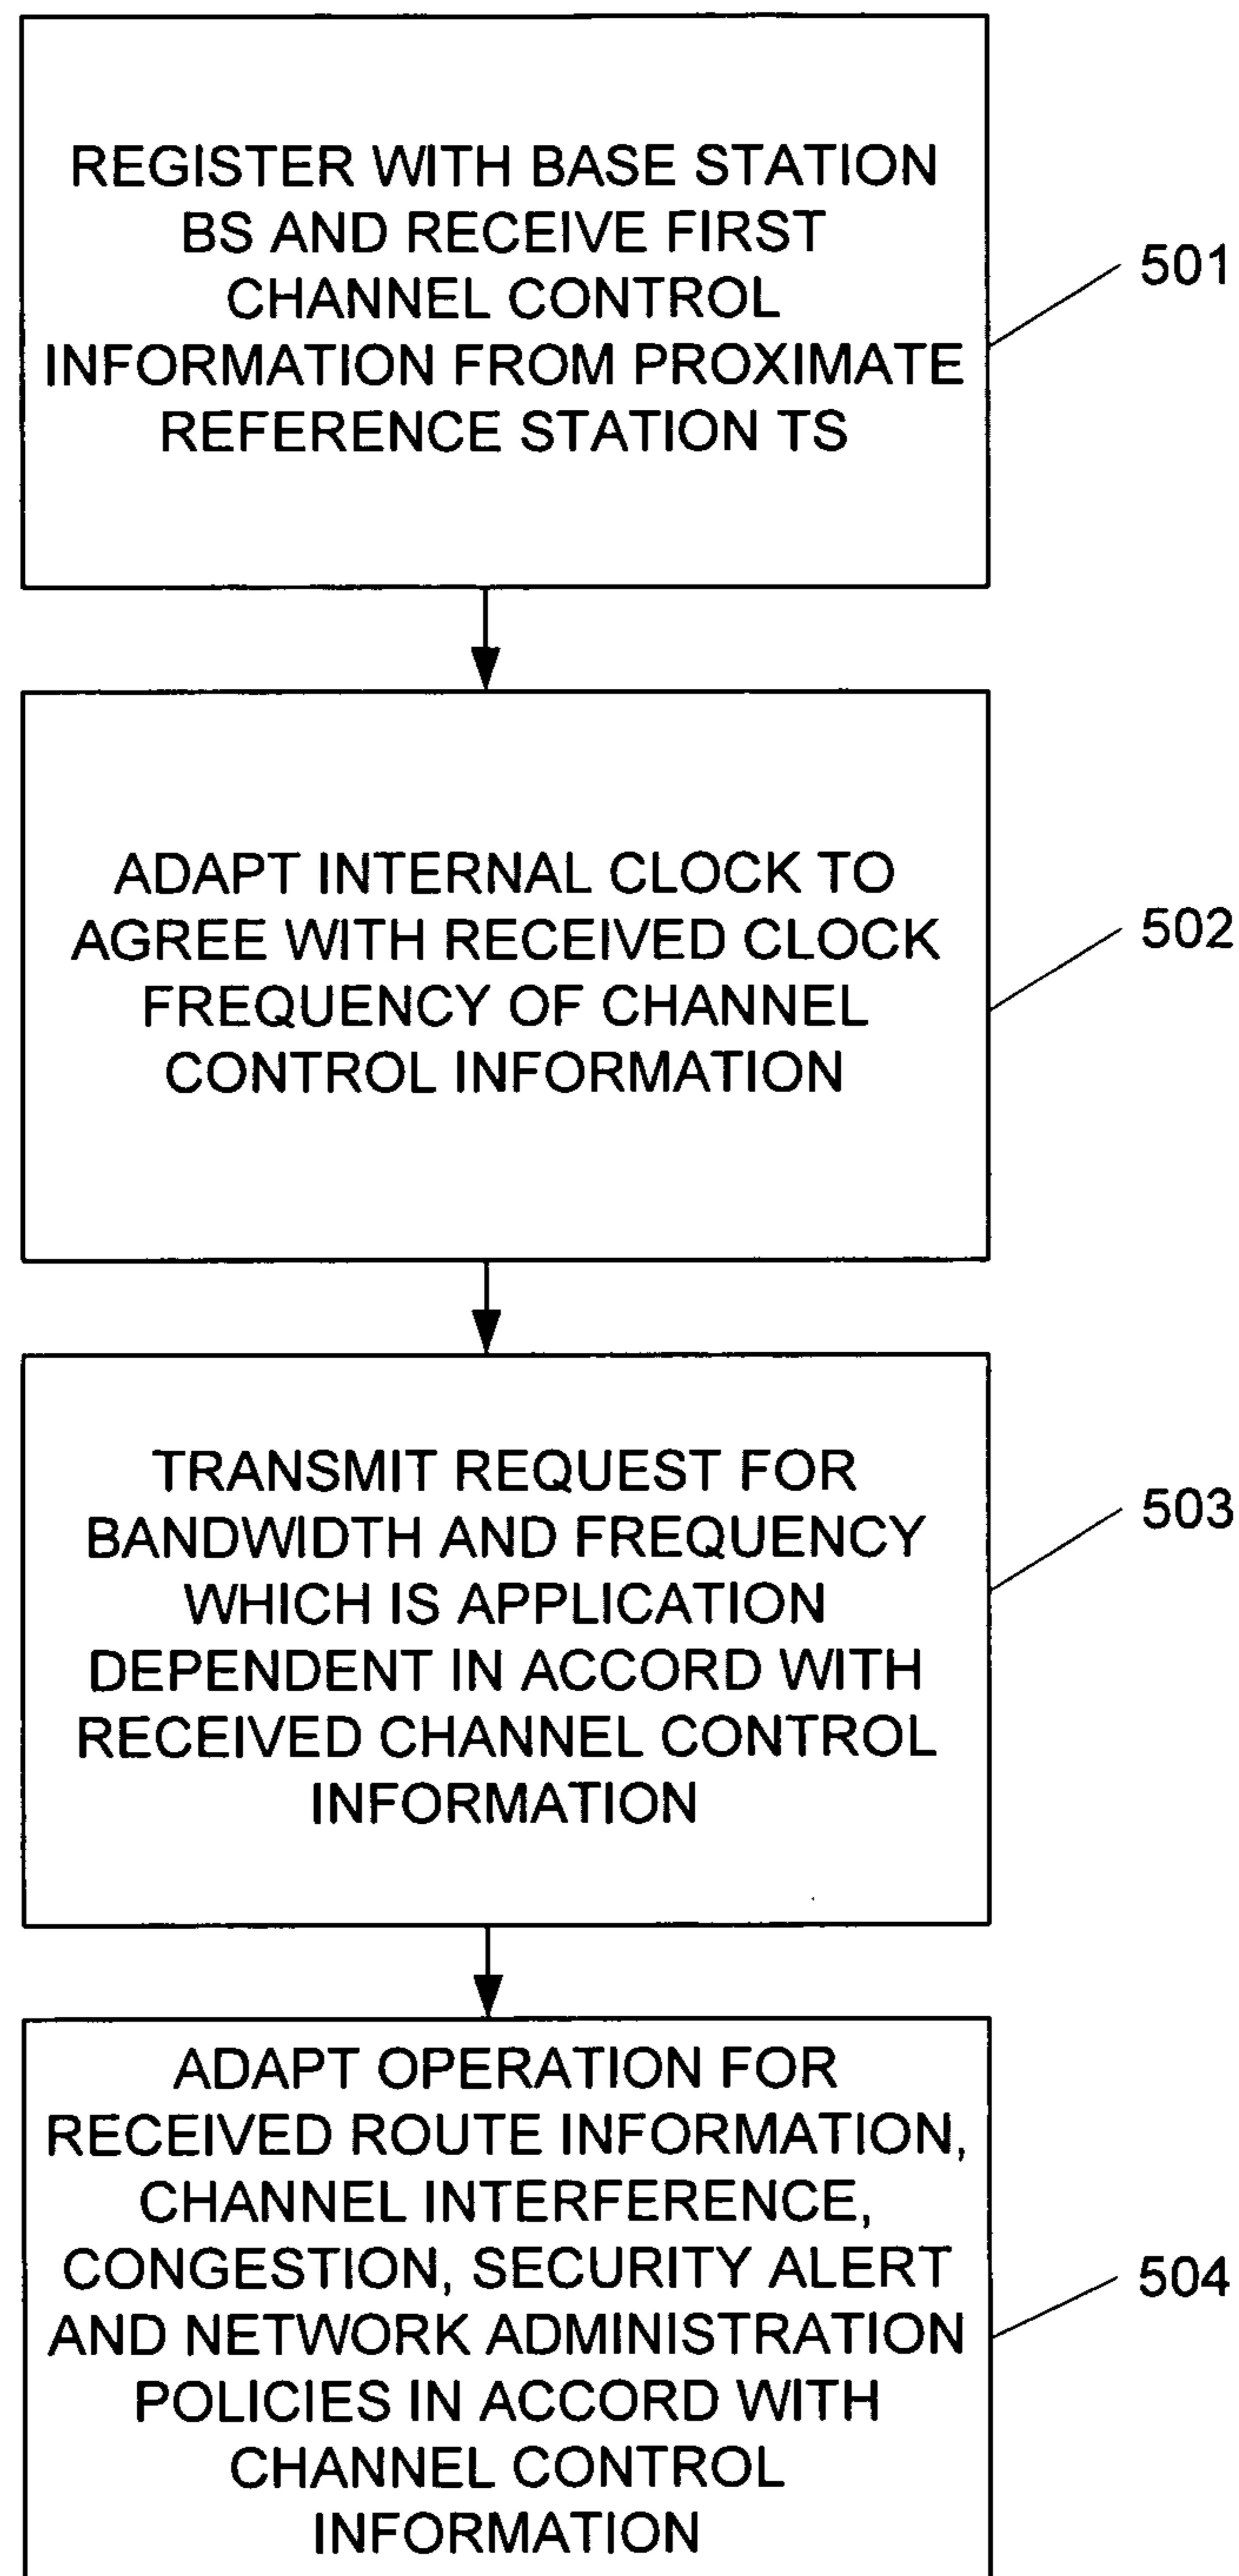 REGISTER WITH BASE STATION
BS AND RECEIVE FIRST
CHANNEL CONTROL
INFORMATION FROM PROXIMATE
REFERENCE STATION TS
501
ADAPT INTERNAL CLOCK TO
AGREE WITH RECEIVED CLOCK
FREQUENCY OF CHANNEL
CONTROL INFORMATION
502
TRANSMIT REQUEST FOR
BANDWIDTH AND FREQUENCY
WHICH IS APPLICATION
DEPENDENT IN ACCORD WITH
RECEIVED CHANNEL CONTROL
INFORMATION
503
ADAPT OPERATION FOR
RECEIVED ROUTE INFORMATION,
CHANNEL INTERFERENCE,
CONGESTION, SECURITY ALERT
AND NETWORK ADMINISTRATION
POLICIES IN ACCORD WITH
CHANNEL CONTROL
INFORMATION
504